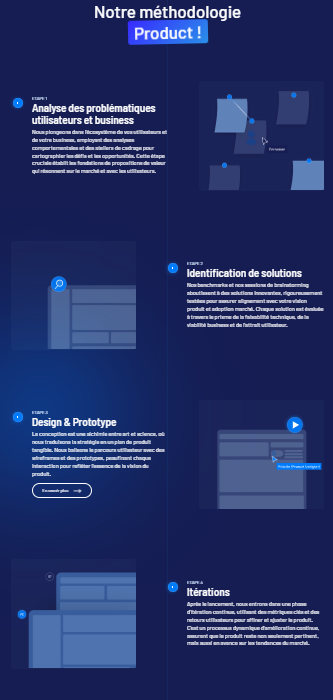 Notre méthodologie
Product !
ETAPE 1
Analyse des problématiques
utilisateurs et business
Nous plongeons dans l'écosystème de vos utilisateurs et
de votre business, employant des analyses
comportementales et des ateliers de cadrage pour
cartographier les défis et les opportunités. Cette étape
cruciale établit les fondations de propositions de valeur
qui résonnent sur le marché et avec les utilisateurs.
ETAPE 2
Identification de solutions
Nos benchmarks et nos sessions de brainstorming
aboutissent à des solutions innovantes, rigoureusement
testées pour assurer alignement avec votre vision
produit et adoption marché. Chaque solution est évaluée
à travers le prisme de la faisabilité technique, de la
viabilité business et de l'attrait utilisateur.
ETAPE 3
Design & Prototype
La conception est une alchimie entre art et science, où
nous traduisons la stratégie en un plan de produit
tangible. Nous balisons le parcours utilisateur avec des
wireframes et des prototypes, peaufinant chaque
interaction pour refléter l'essence de la vision du
produit.
En savoir plus
ETAPE 4
Itérations
Après le lancement, nous entrons dans une phase
d'itération continue, utilisant des métriques clés et des
retours utilisateurs pour affiner et ajuster le produit.
C'est un processus dynamique d'amélioration continue,
assurant que le produit reste non seulement pertinent,
mais aussi en avance sur les tendances du marché.